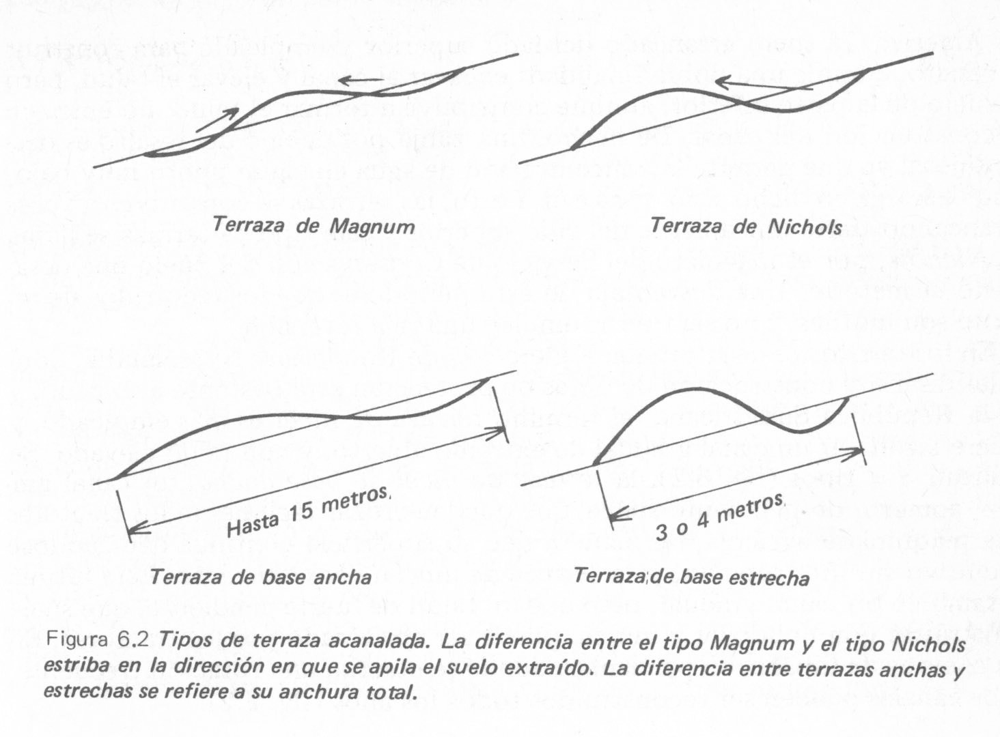 Terraza de Magnum
Terraza de Nichols
Hasta 15 metros.
3 o 4 metros.
Terraza de base ancha
Terraza;de base estrecha
Figura 6.2 Tipos de terraza acanalada. La diferencia entre el tipo Magnum y el tipo Nichols
estriba en la dirección en que se apila el suelo extraído. La diferencia entre terrazas anchas y
estrechas se refiere a su anchura total.